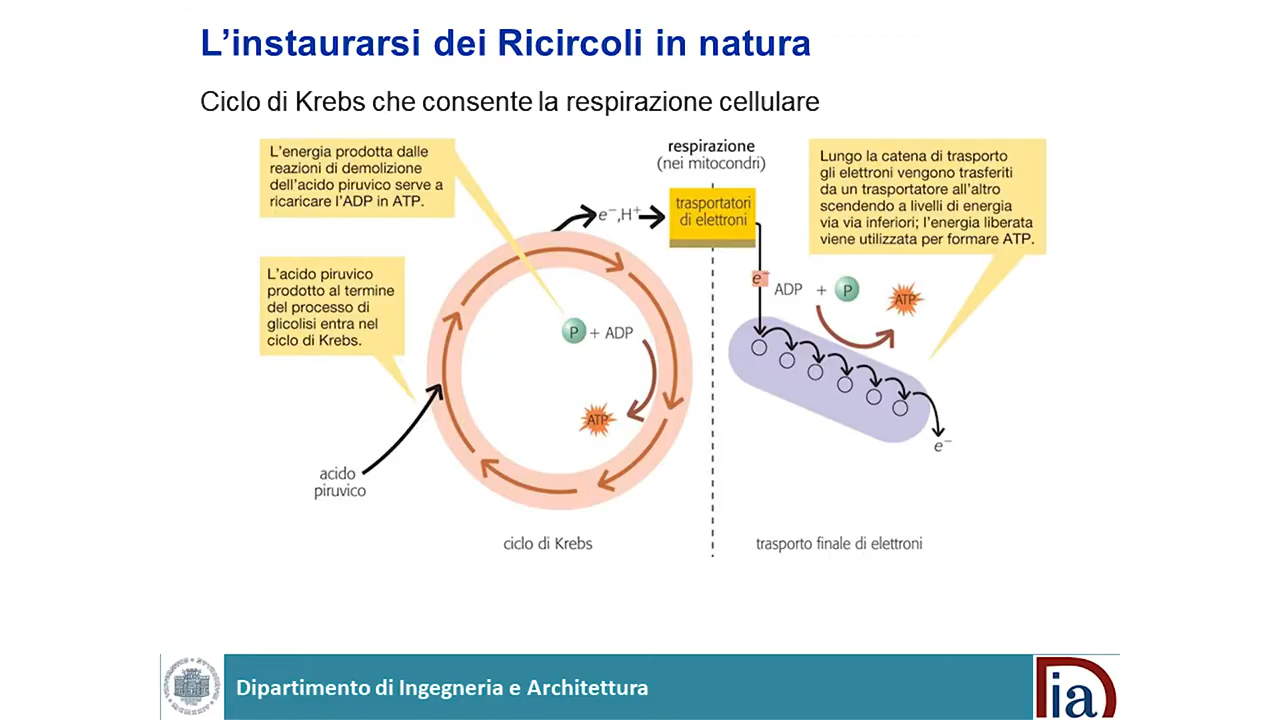 L’instaurarsi dei Ricircoli in natura
Ciclo di Krebs che consente la respirazione cellulare
L’energia prodotta dalle
reazioni di demolizione
dell’acido piruvico serve a
ricaricare l’ADP in ATP.
respirazione
(nei mitocondri)
Lungo la catena di trasporto
gli elettroni vengono trasferiti
da un trasportatore all’altro
scendendo a livelli di energia
via via inferiori; l’energia liberata
viene utilizzata per formare ATP.
e⁻,H⁺
trasportatori
di elettroni
L’acido piruvico
prodotto al termine
del processo di
glicolisi entra nel
ciclo di Krebs.
e⁻
ADP + P
ATP
P + ADP
ATP
e⁻
acido
piruvico
ciclo di Krebs
trasporto finale di elettroni
Dipartimento di Ingegneria e Architettura
Dia